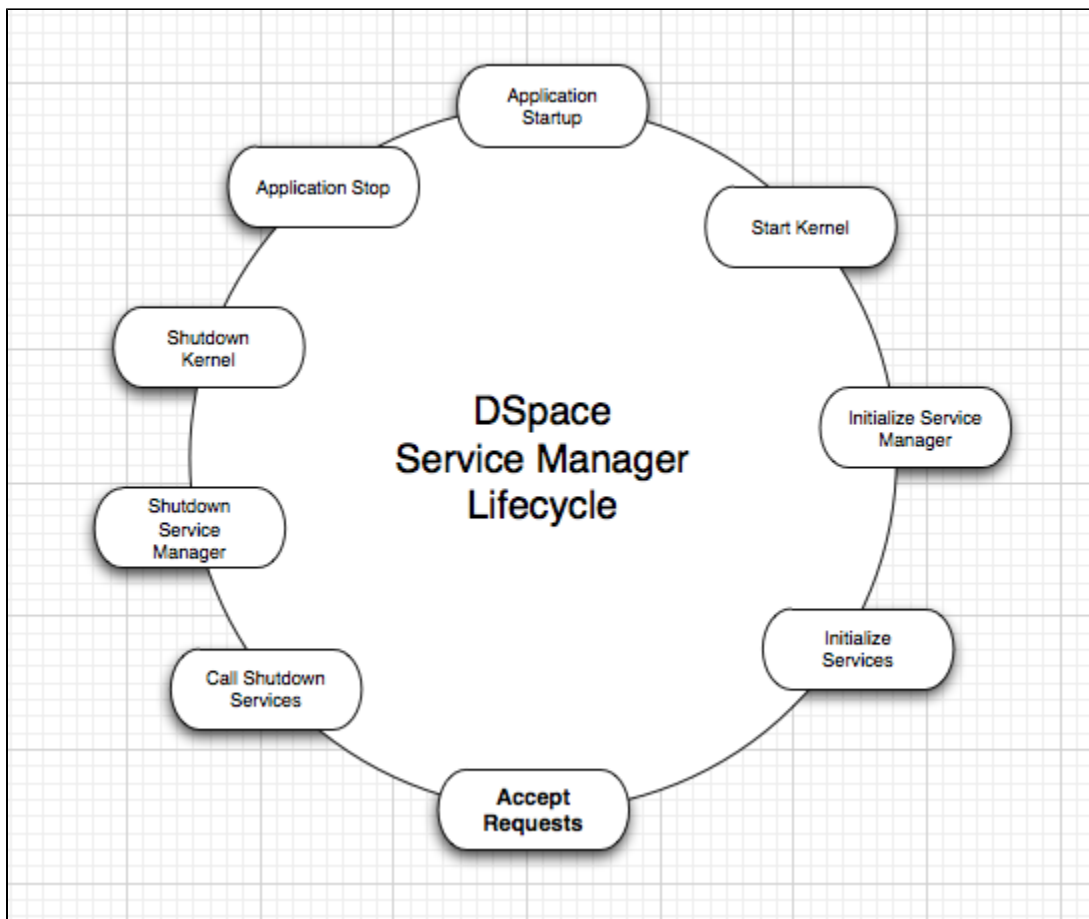 Application
Startup
Start Kernel
Initialize Service
Manager
Initialize
Services
Accept
Requests
Call Shutdown
Services
Shutdown
Service
Manager
Shutdown
Kernel
Application Stop
DSpace
Service Manager
Lifecycle